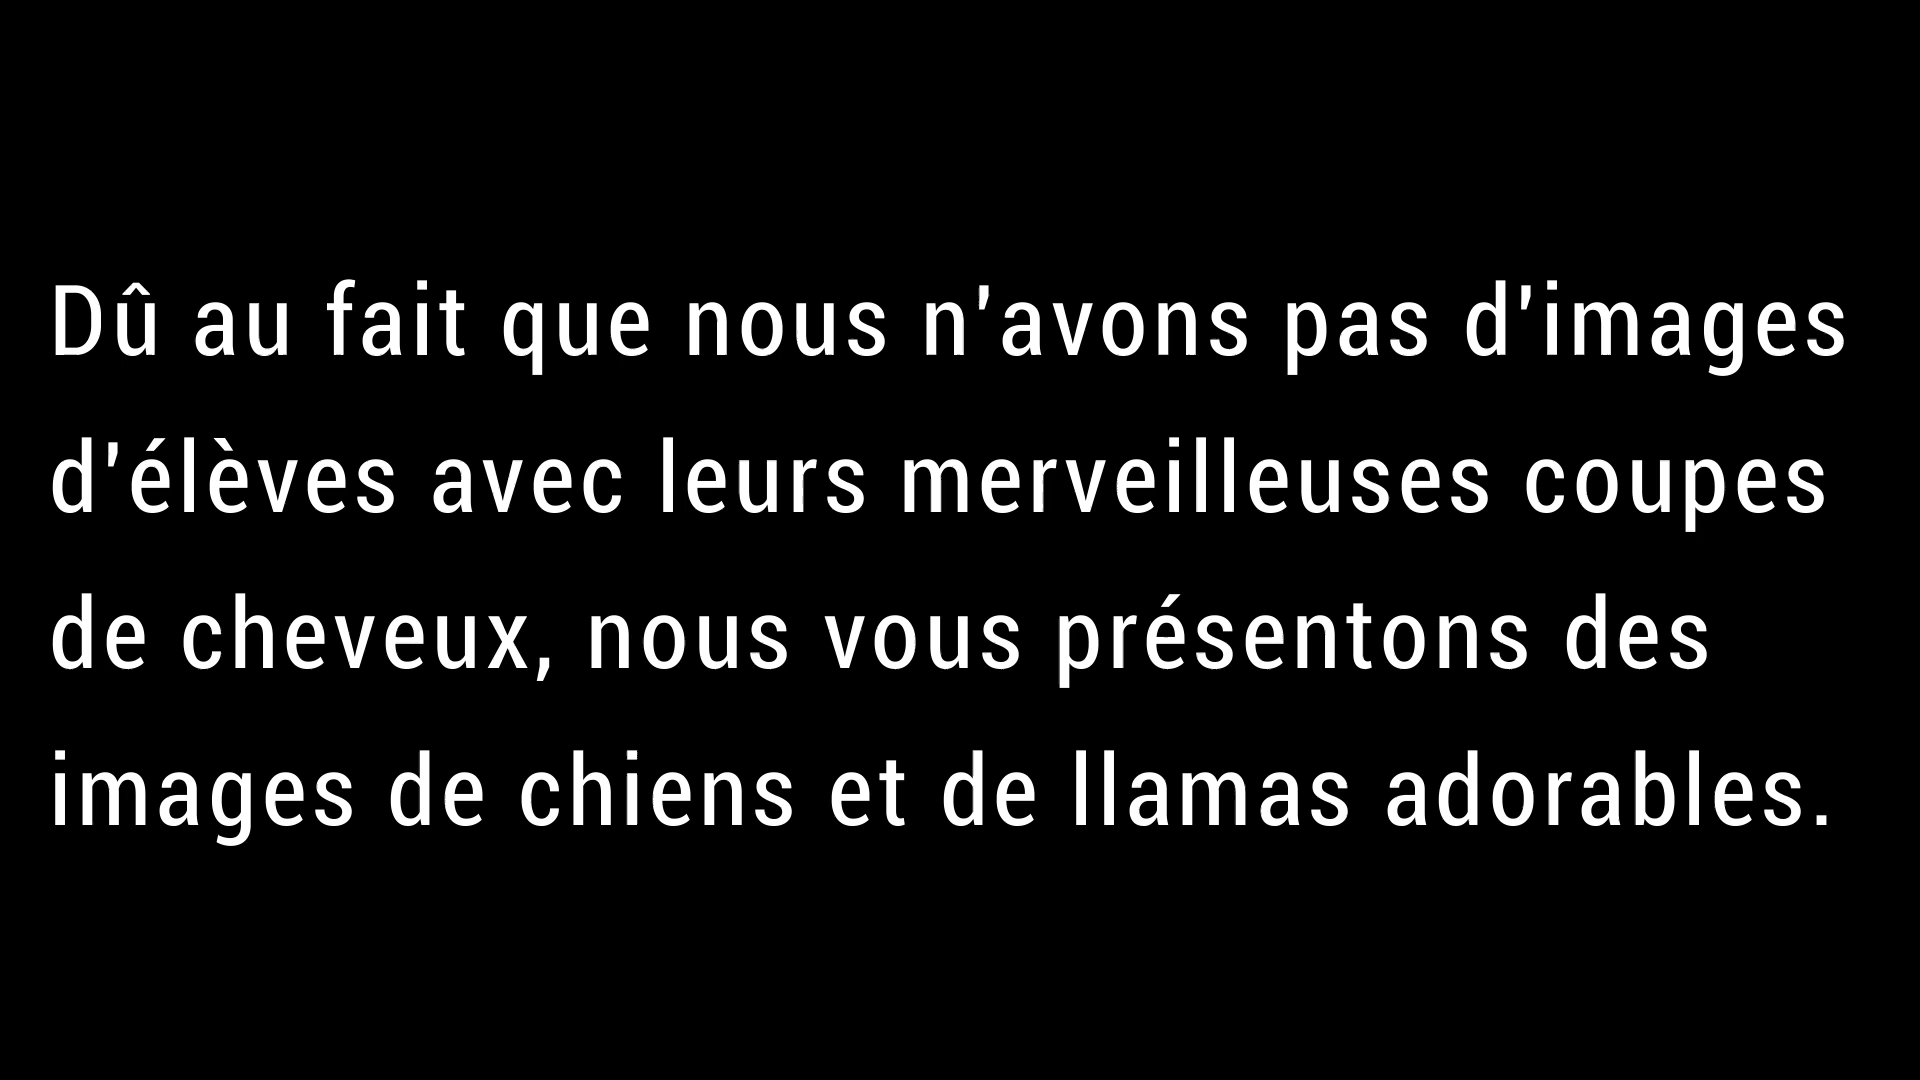 Dû au fait que nous n'avons pas d'images
d'élèves avec leurs merveilleuses coupes
de cheveux, nous vous présentons des
images de chiens et de llamas adorables.